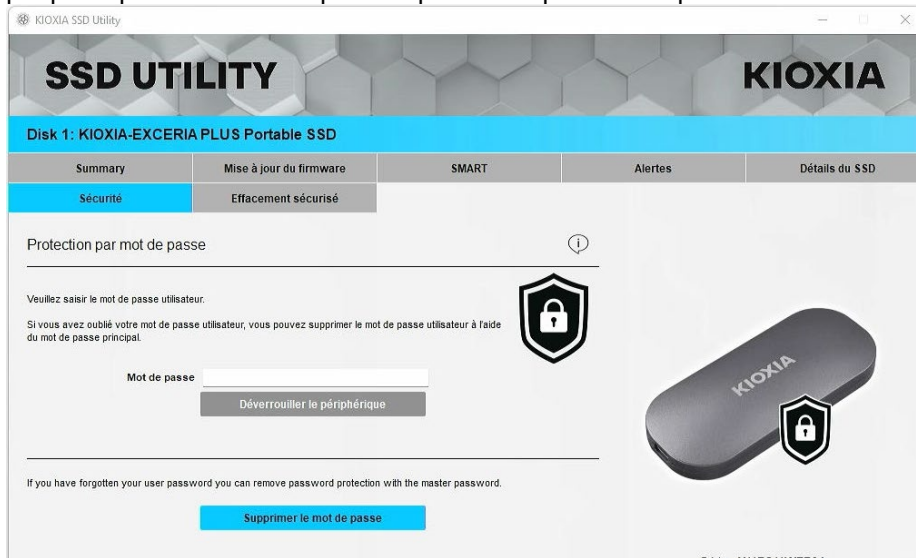 KIOXIA SSD Utility
SSD UTILITY
KIOXIA
Disk 1: KIOXIA-EXCERIA PLUS Portable SSD
Summary
Mise à jour du firmware
SMART
Alertes
Détails du SSD
Sécurité
Effacement sécurisé
Protection par mot de passe
Veuillez saisir le mot de passe utilisateur.
Si vous avez oublié votre mot de passe utilisateur, vous pouvez supprimer le mot de passe utilisateur à l'aide
du mot de passe principal.
Mot de passe
Déverrouiller le périphérique
KIOXIA
If you have forgotten your user password you can remove password protection with the master password.
Supprimer le mot de passe